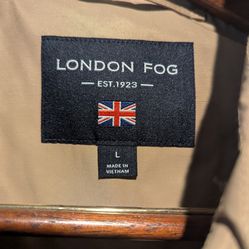 LONDON FOG
EST.1923
L
MADE IN
VIETNAM